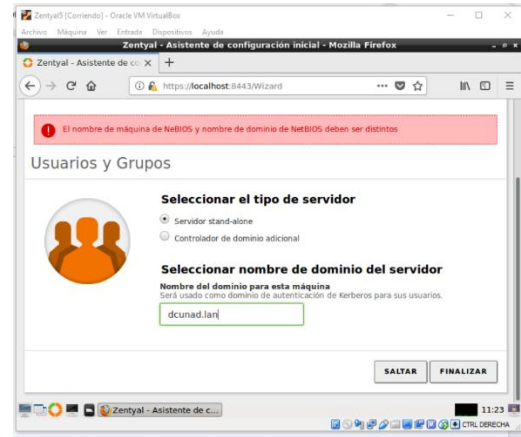 Zentyal5 [Corriendo] - Oracle VM VirtualBox
Archivo Máquina Ver Entrada Dispositivos Ayuda
Zentyal - Asistente de configuración inicial - Mozilla Firefox
Zentyal - Asistente de co
https://localhost:8443/Wizard
El nombre de máquina de NeBIOS y nombre de dominio de NetBIOS deben ser distintos
Usuarios y Grupos
Seleccionar el tipo de servidor
Servidor stand-alone
Controlador de dominio adicional
Seleccionar nombre de dominio del servidor
Nombre del dominio para esta máquina
Será usado como dominio de autenticación de Kerberos para sus usuarios.
dcunad.lan
SALTAR FINALIZAR
Zentyal - Asistente de c... 11:23
CTRL DERECHA